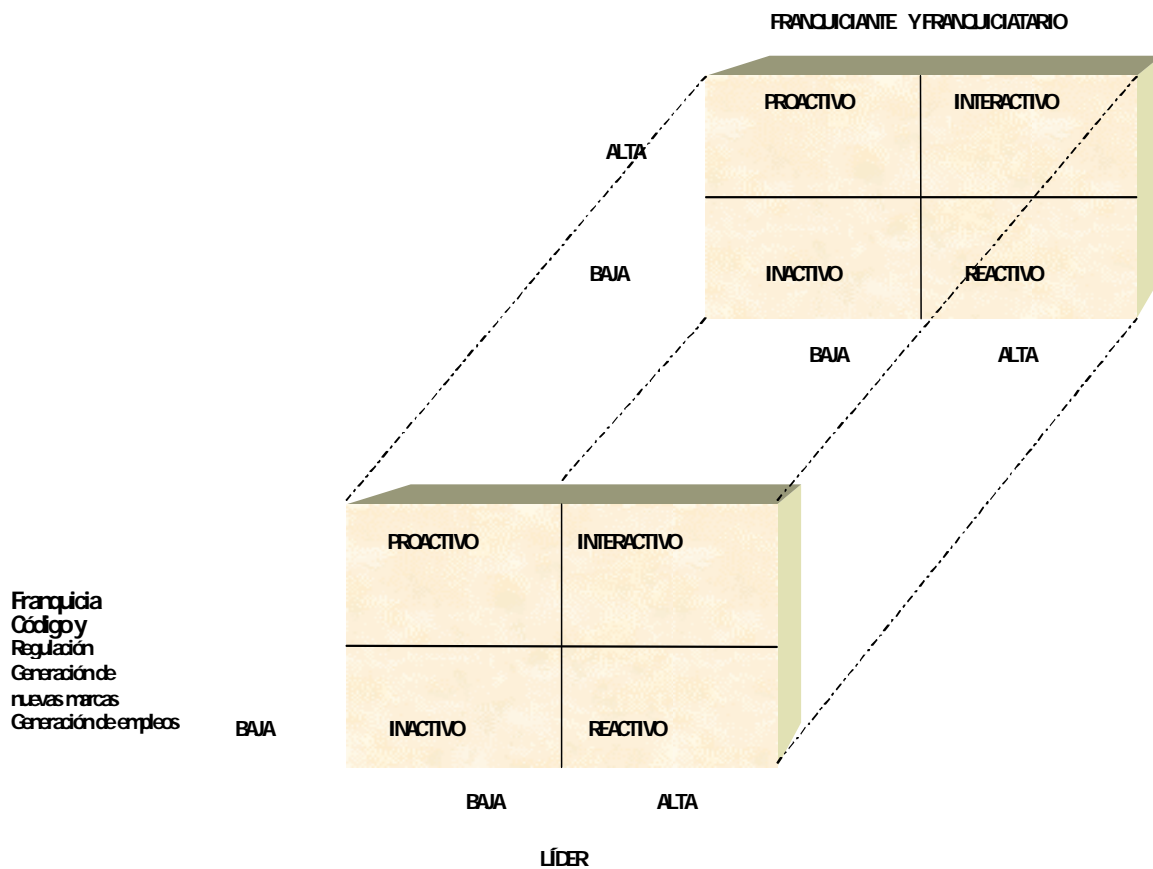 FRANQUICIANTE Y FRANQUICIATARIO
PROACTIVO INTERACTIVO
ALTA
BAJA
INACTIVO REACTIVO
BAJA ALTA
PROACTIVO INTERACTIVO
Franquicia
Código y
Regulación
Generación de
nuevas marcas
Generación de empleos
BAJA
INACTIVO REACTIVO
BAJA ALTA
LÍDER